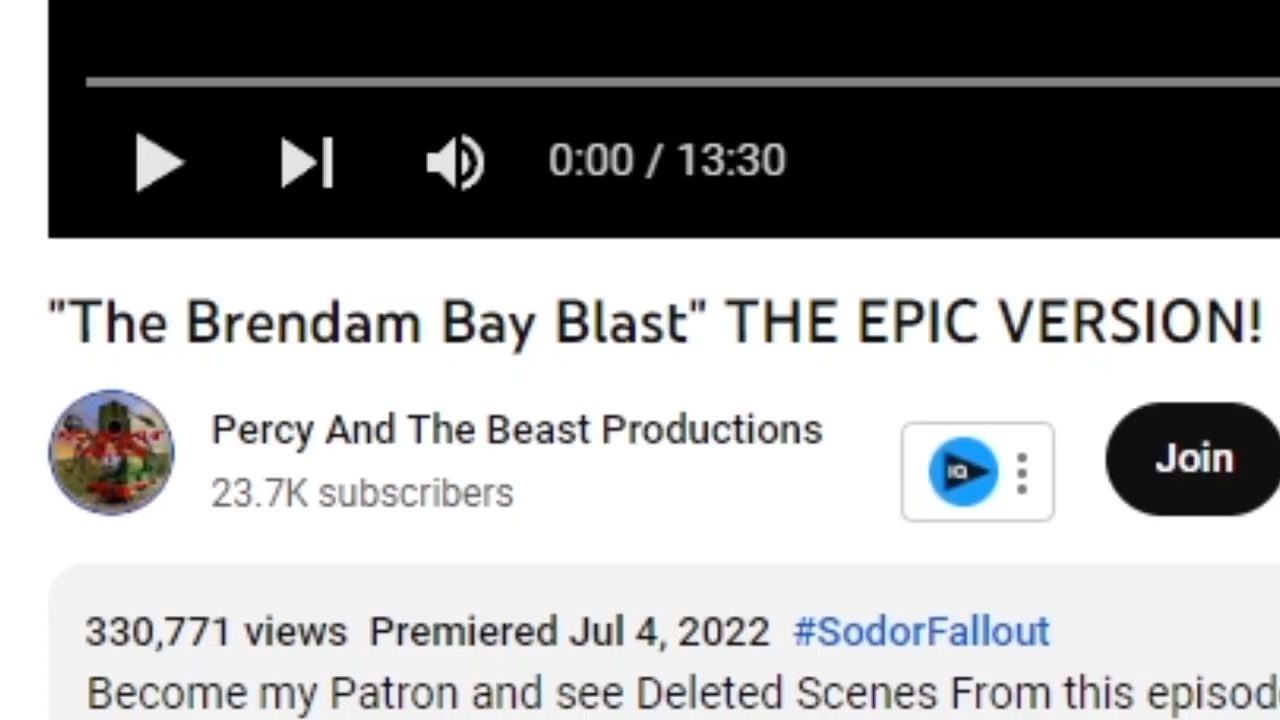 0:00 / 13:30
"The Brendam Bay Blast" THE EPIC VERSION!
Percy And The Beast Productions
23.7K subscribers
IQ
Join
330,771 views Premiered Jul 4, 2022 #SodorFallout
Become my Patron and see Deleted Scenes From this episod